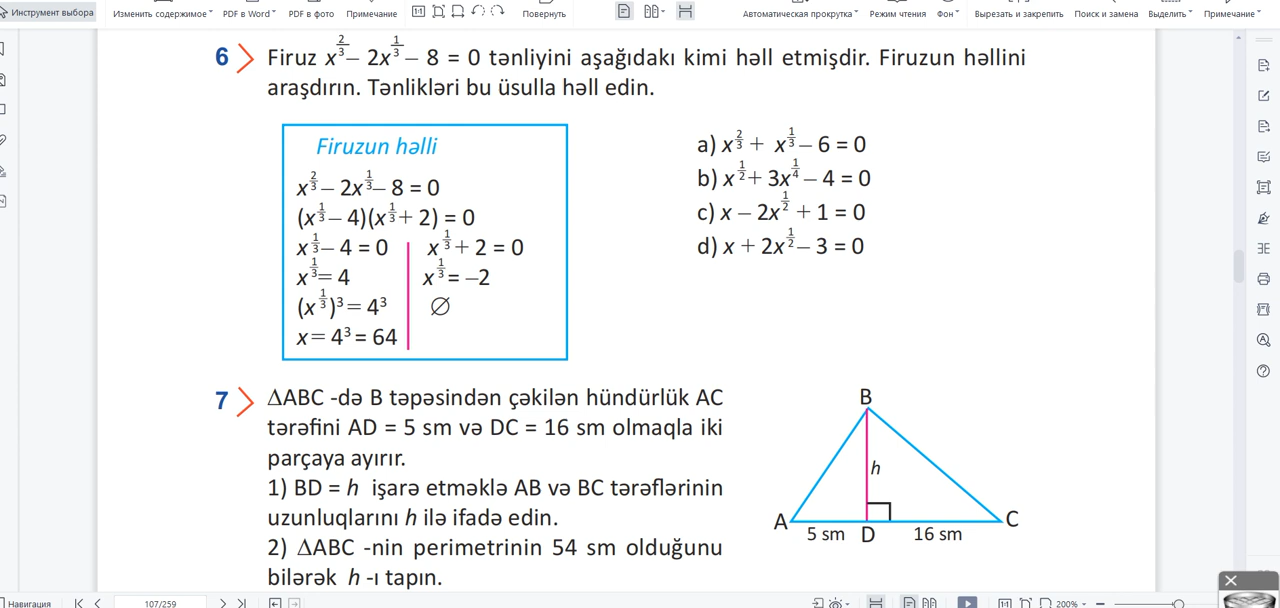 Инструмент выбора
Изменить содержимое PDF в Word PDF в фото Примечание Повернуть Автоматическая прокрутка Режим чтения Фон Вырезать и закрепить Поиск и замена Выделить Примечание
6 Firuz x^(2/3) – 2x^(1/3) – 8 = 0 tənliyini aşağıdakı kimi həll etmişdir. Firuzun həllini
araşdırın. Tənlikləri bu üsulla həll edin.
Firuzun həlli
x^(2/3) – 2x^(1/3) – 8 = 0
(x^(1/3) – 4)(x^(1/3) + 2) = 0
x^(1/3) – 4 = 0 x^(1/3) + 2 = 0
x^(1/3) = 4 x^(1/3) = –2
(x^(1/3))³ = 4³ ∅
x = 4³ = 64
a) x^(2/3) + x^(1/3) – 6 = 0
b) x^(1/2) + 3x^(1/4) – 4 = 0
c) x – 2x^(1/2) + 1 = 0
d) x + 2x^(1/2) – 3 = 0
7 ∆ABC -də B təpəsindən çəkilən hündürlük AC
tərəfini AD = 5 sm və DC = 16 sm olmaqla iki
parçaya ayırır.
1) BD = h işarə etməklə AB və BC tərəflərinin
uzunluqlarını h ilə ifadə edin.
2) ∆ABC -nin perimetrinin 54 sm olduğunu
bilərək h -ı tapın.
B
h
A C
5 sm D 16 sm
Навигация 107/259 200%